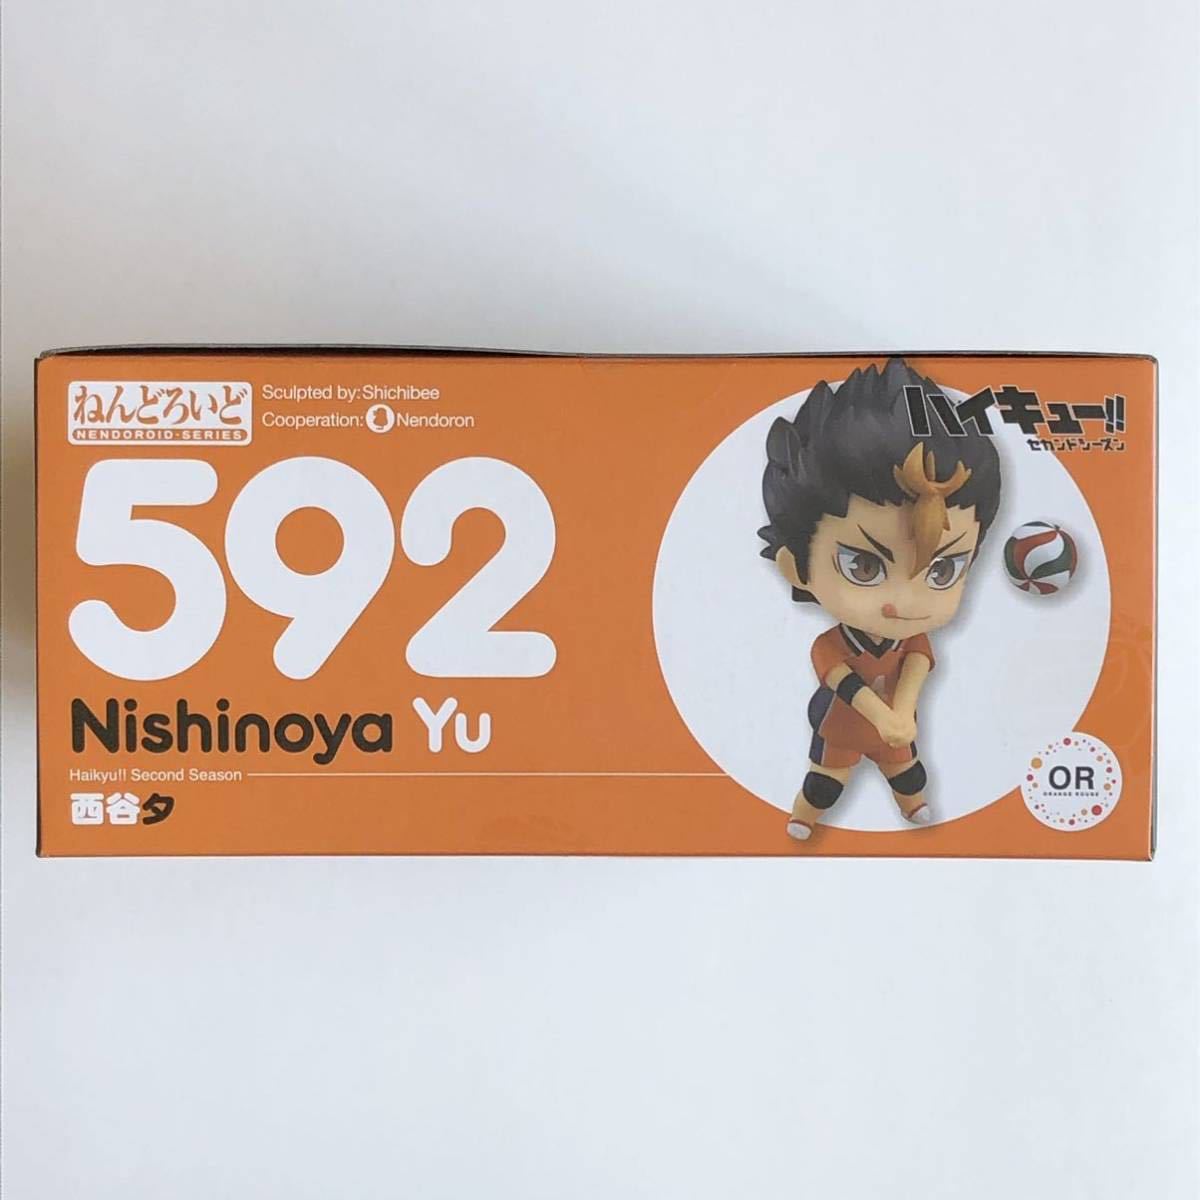 ねんどろいど
NENDOROID-SERIES
Sculpted by: Shichibee
Cooperation: Nendoron
592
Nishinoya Yu
Haikyu!! Second Season
西谷夕
ハイキュー!!
セカンドシーズン
OR
ORANGE ROUGE